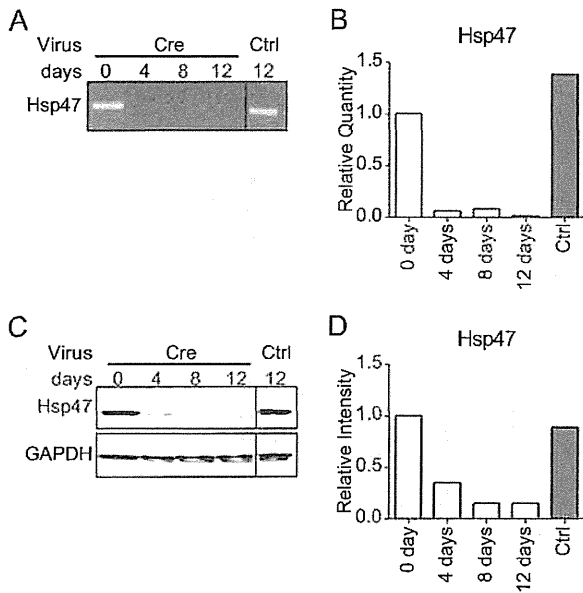 A
Virus Cre Ctrl
days 0 4 8 12 12
Hsp47
B
Hsp47
Relative Quantity
1.5
1.0
0.5
0.0
0 day
4 days
8 days
12 days
Ctrl
C
Virus Cre Ctrl
days 0 4 8 12 12
Hsp47
GAPDH
D
Hsp47
Relative Intensity
1.5
1.0
0.5
0.0
0 day
4 days
8 days
12 days
Ctrl